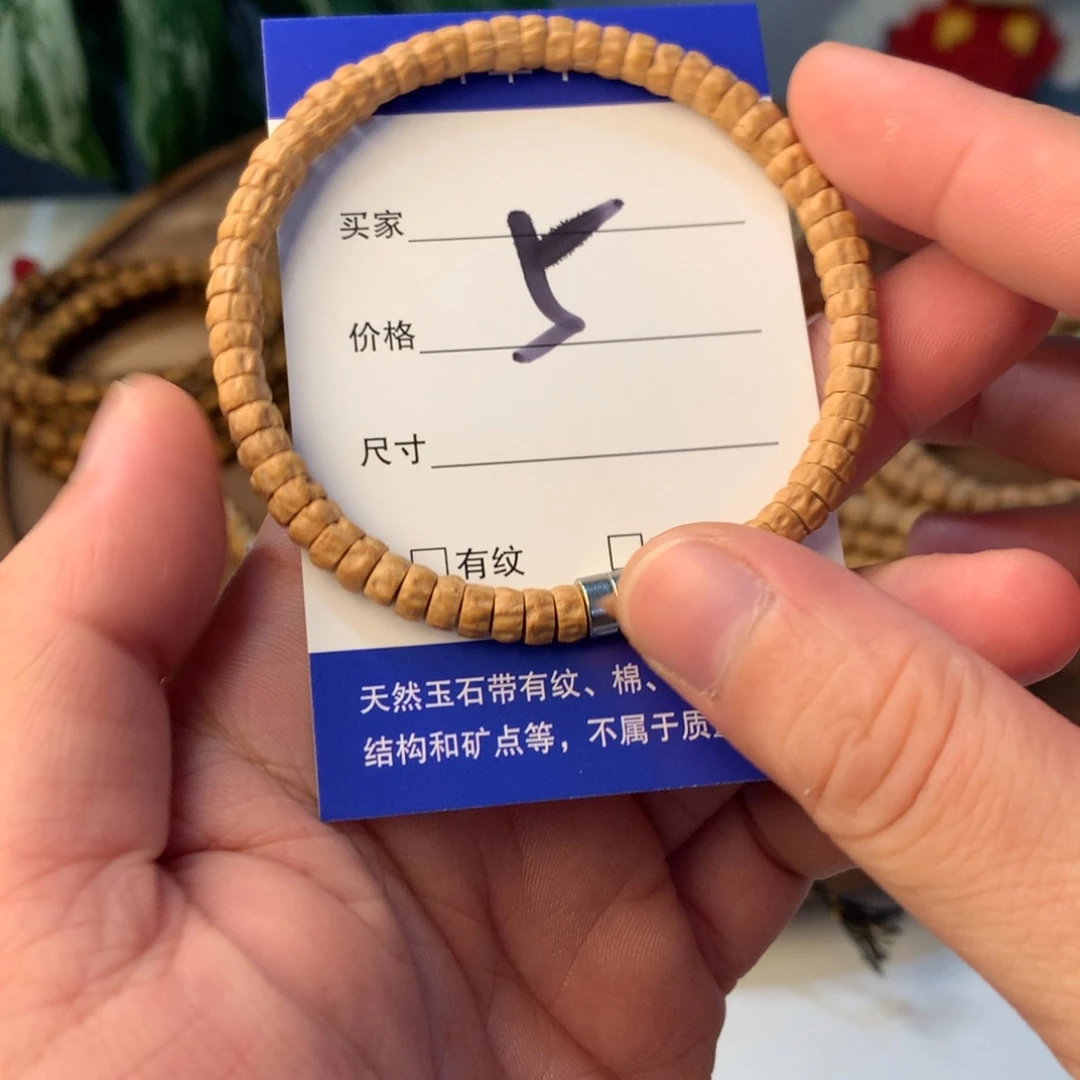 买家
价格
尺寸
有纹
天然玉石带有纹、棉、
结构和矿点等，不属于质